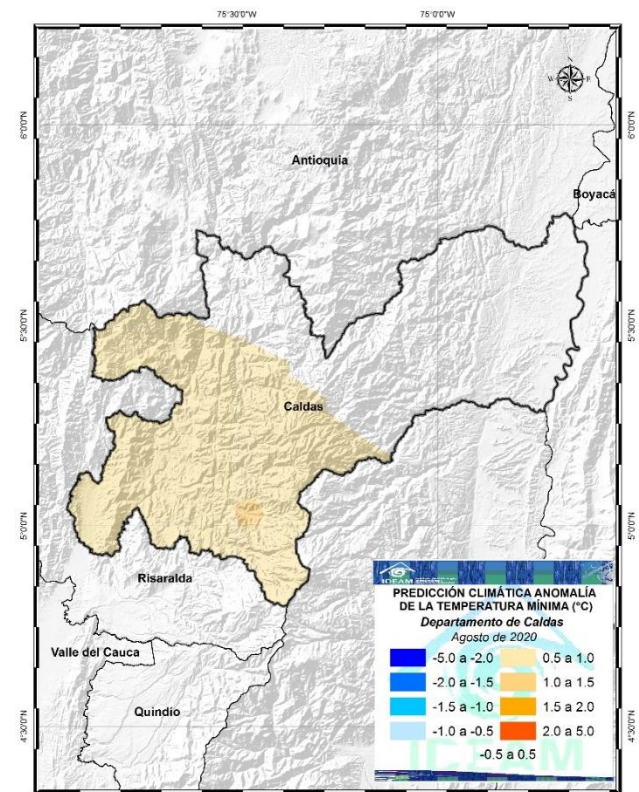 75°30'0"W 75°0'0"W
N
W E
S
6°0'0"N 6°0'0"N
Antioquia
Boyacá
5°30'0"N 5°30'0"N
Caldas
5°0'0"N 5°0'0"N
Risaralda
Valle del Cauca
Quindío
4°30'0"N 4°30'0"N
IDEAM
PREDICCIÓN CLIMÁTICA ANOMALÍA
DE LA TEMPERATURA MÍNIMA (°C)
Departamento de Caldas
Agosto de 2020
-5.0 a -2.0 0.5 a 1.0
-2.0 a -1.5 1.0 a 1.5
-1.5 a -1.0 1.5 a 2.0
-1.0 a -0.5 2.0 a 5.0
-0.5 a 0.5
IDEAM